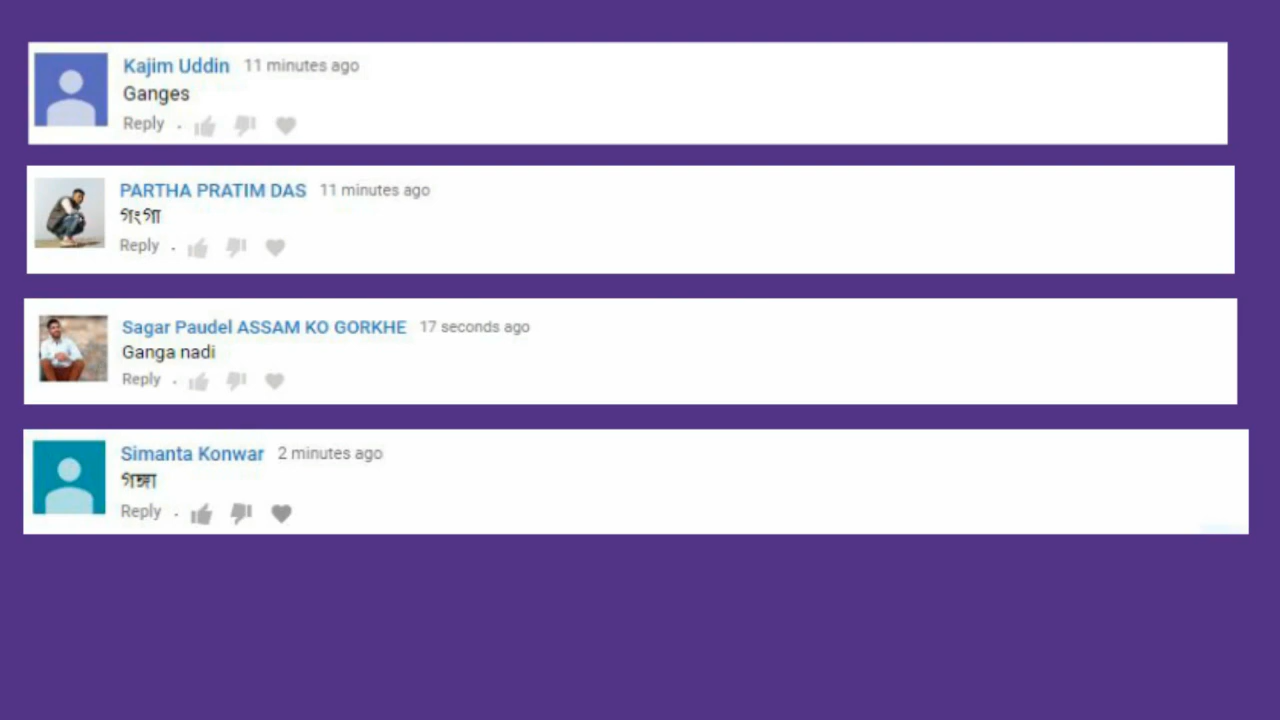 Kajim Uddin 11 minutes ago
Ganges
Reply .
PARTHA PRATIM DAS 11 minutes ago
গংগা
Reply .
Sagar Paudel ASSAM KO GORKHE 17 seconds ago
Ganga nadi
Reply .
Simanta Konwar 2 minutes ago
গঙ্গা
Reply .